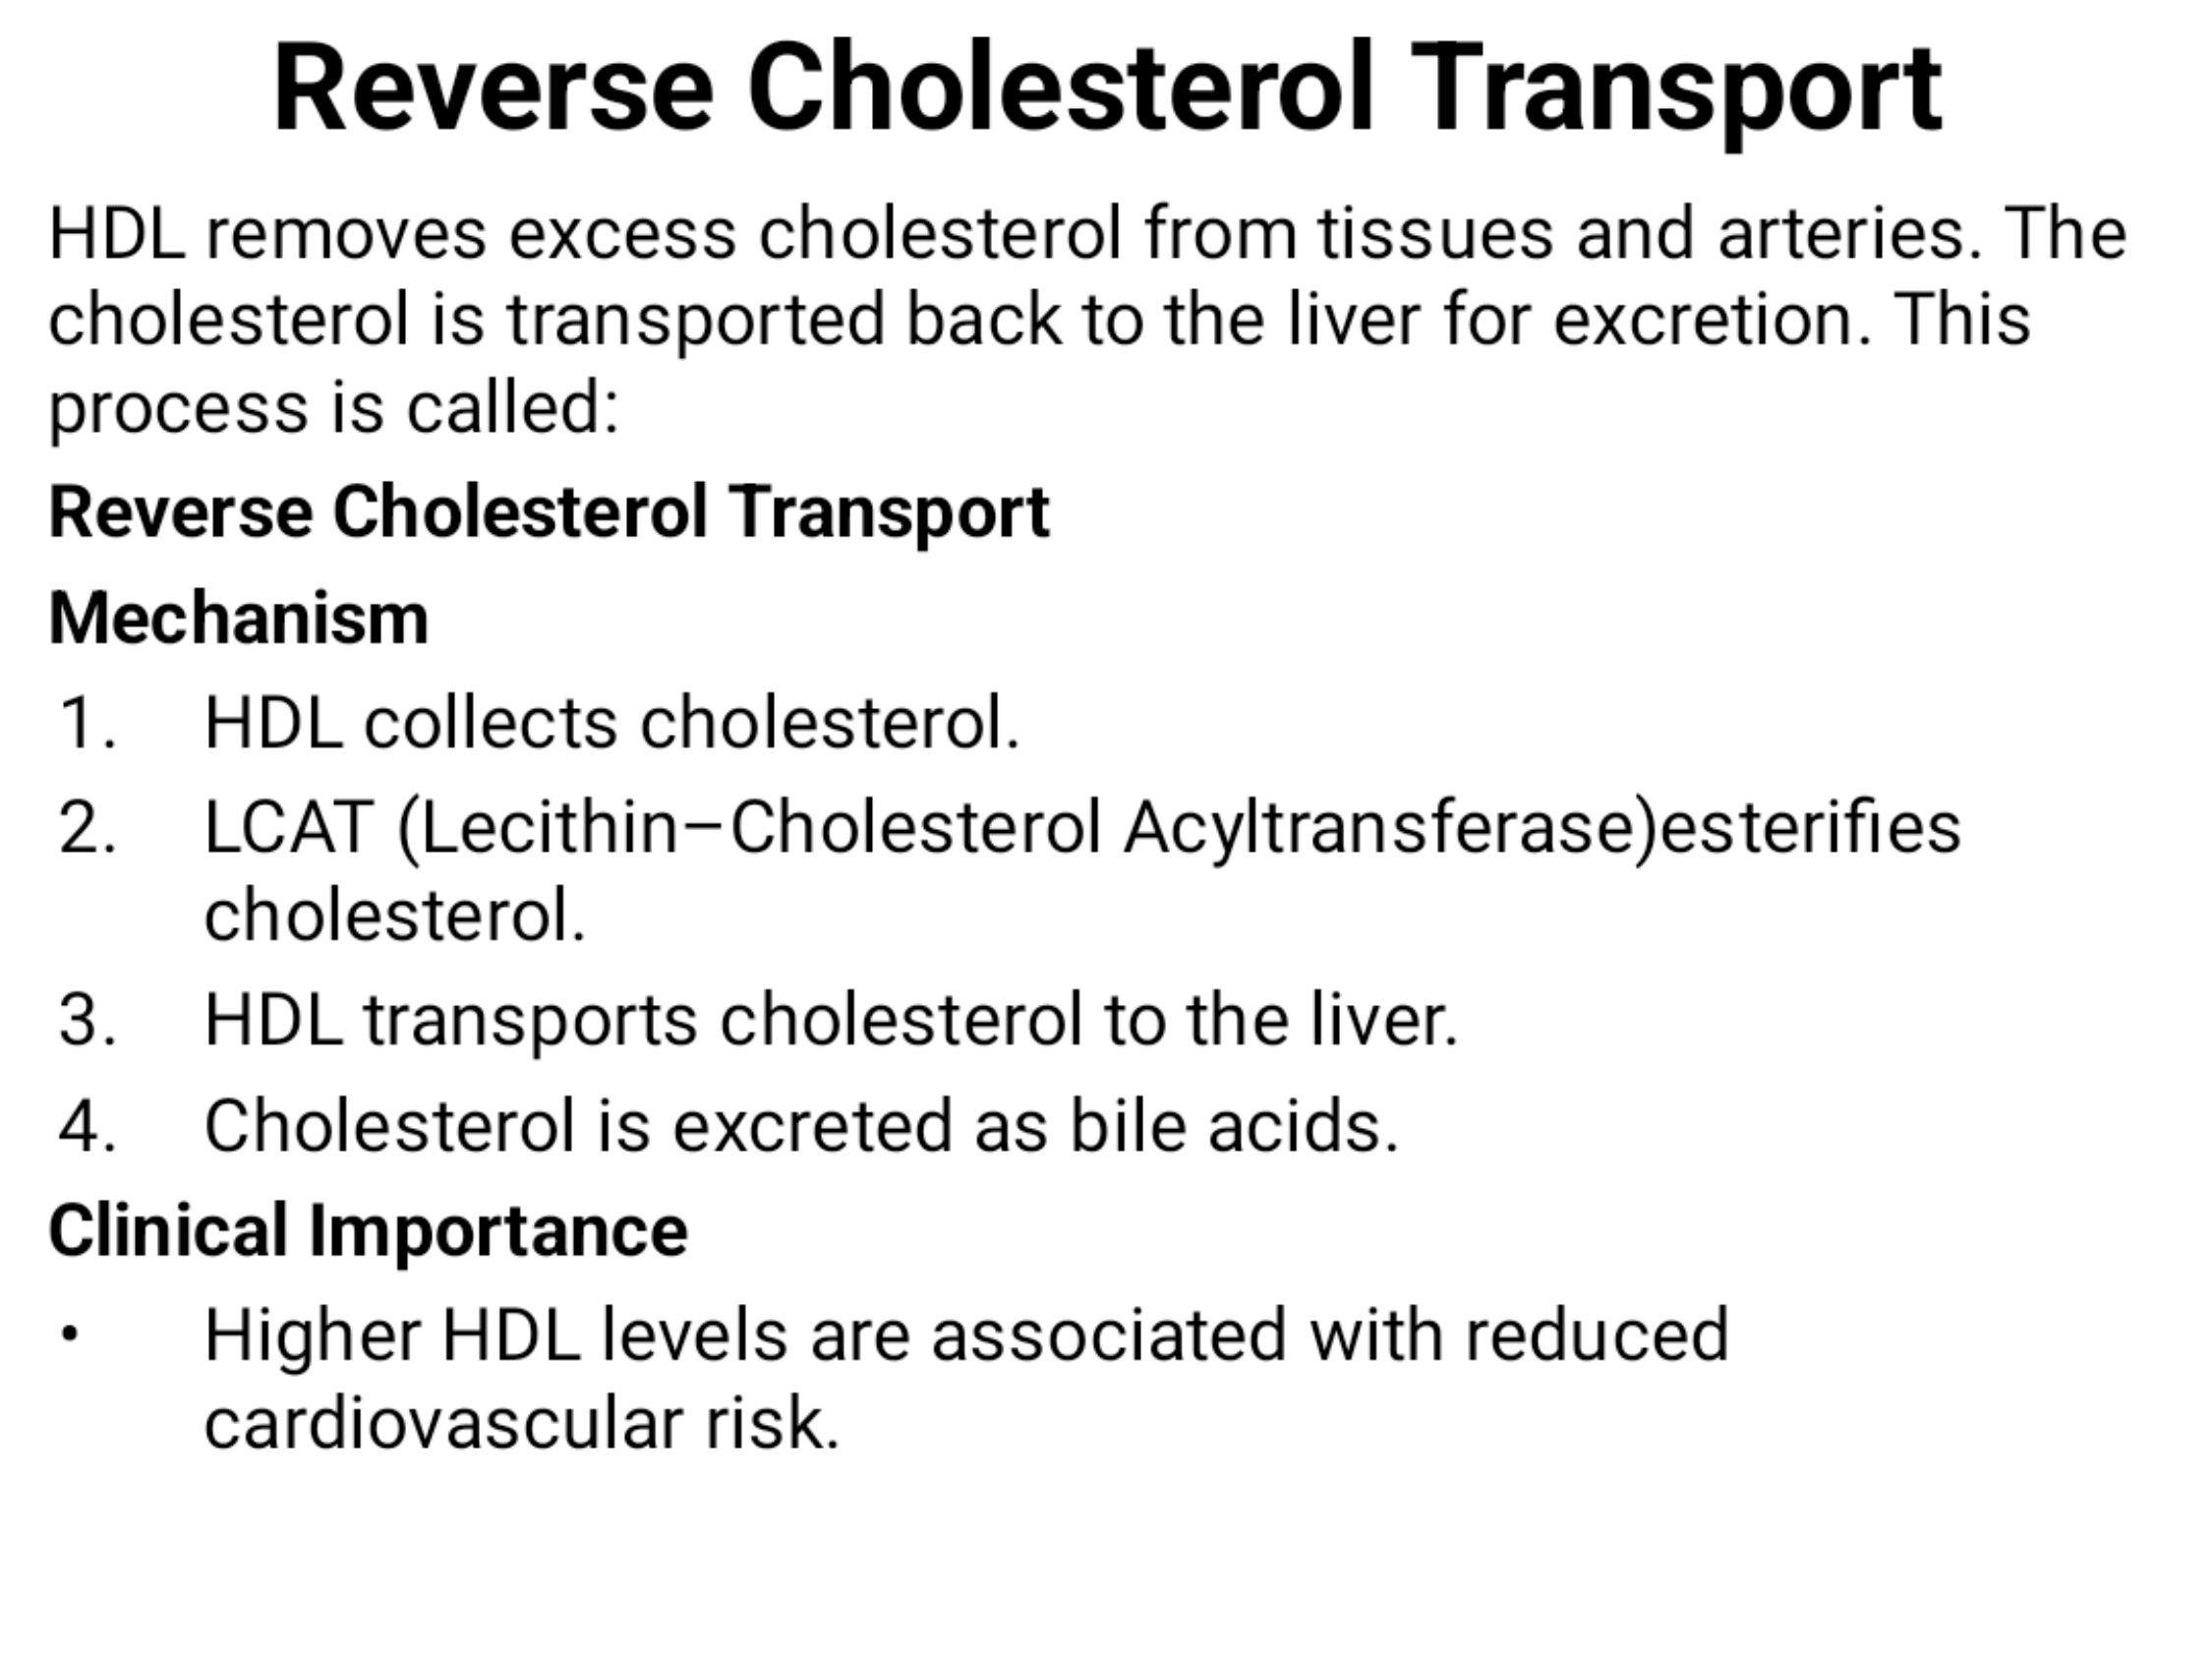 Reverse Cholesterol Transport
HDL removes excess cholesterol from tissues and arteries. The
cholesterol is transported back to the liver for excretion. This
process is called:
Reverse Cholesterol Transport
Mechanism
1. HDL collects cholesterol.
2. LCAT (Lecithin–Cholesterol Acyltransferase)esterifies
cholesterol.
3. HDL transports cholesterol to the liver.
4. Cholesterol is excreted as bile acids.
Clinical Importance
• Higher HDL levels are associated with reduced
cardiovascular risk.